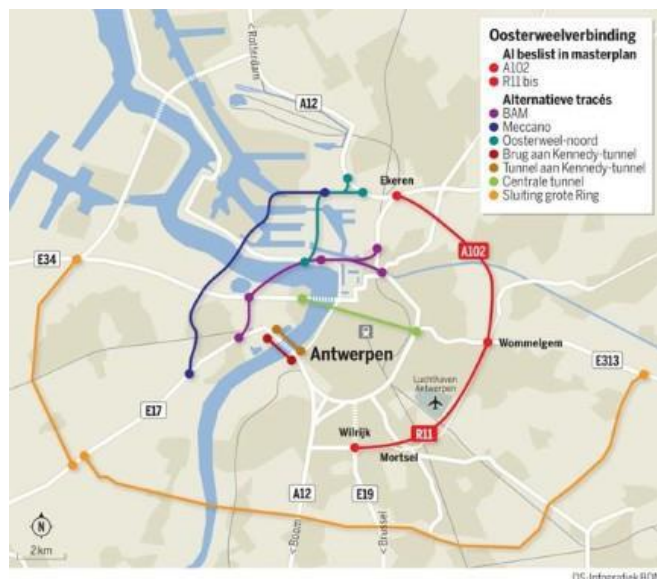 Oosterweelverbinding
Al beslist in masterplan
A102
R11 bis
Alternatieve tracés
BAM
Meccano
Oosterweel-noord
Brug aan Kennedy-tunnel
Tunnel aan Kennedy-tunnel
Centrale tunnel
Sluiting grote Ring
<Rotterdam
A12
Ekeren
A102
E34
Wommelgem
E313
Antwerpen
Luchthaven
Antwerpen
E17
Wilrijk
R11
Mortsel
A12
E19
<Boom
<Brussel
N
2 km
DS-Infografiek